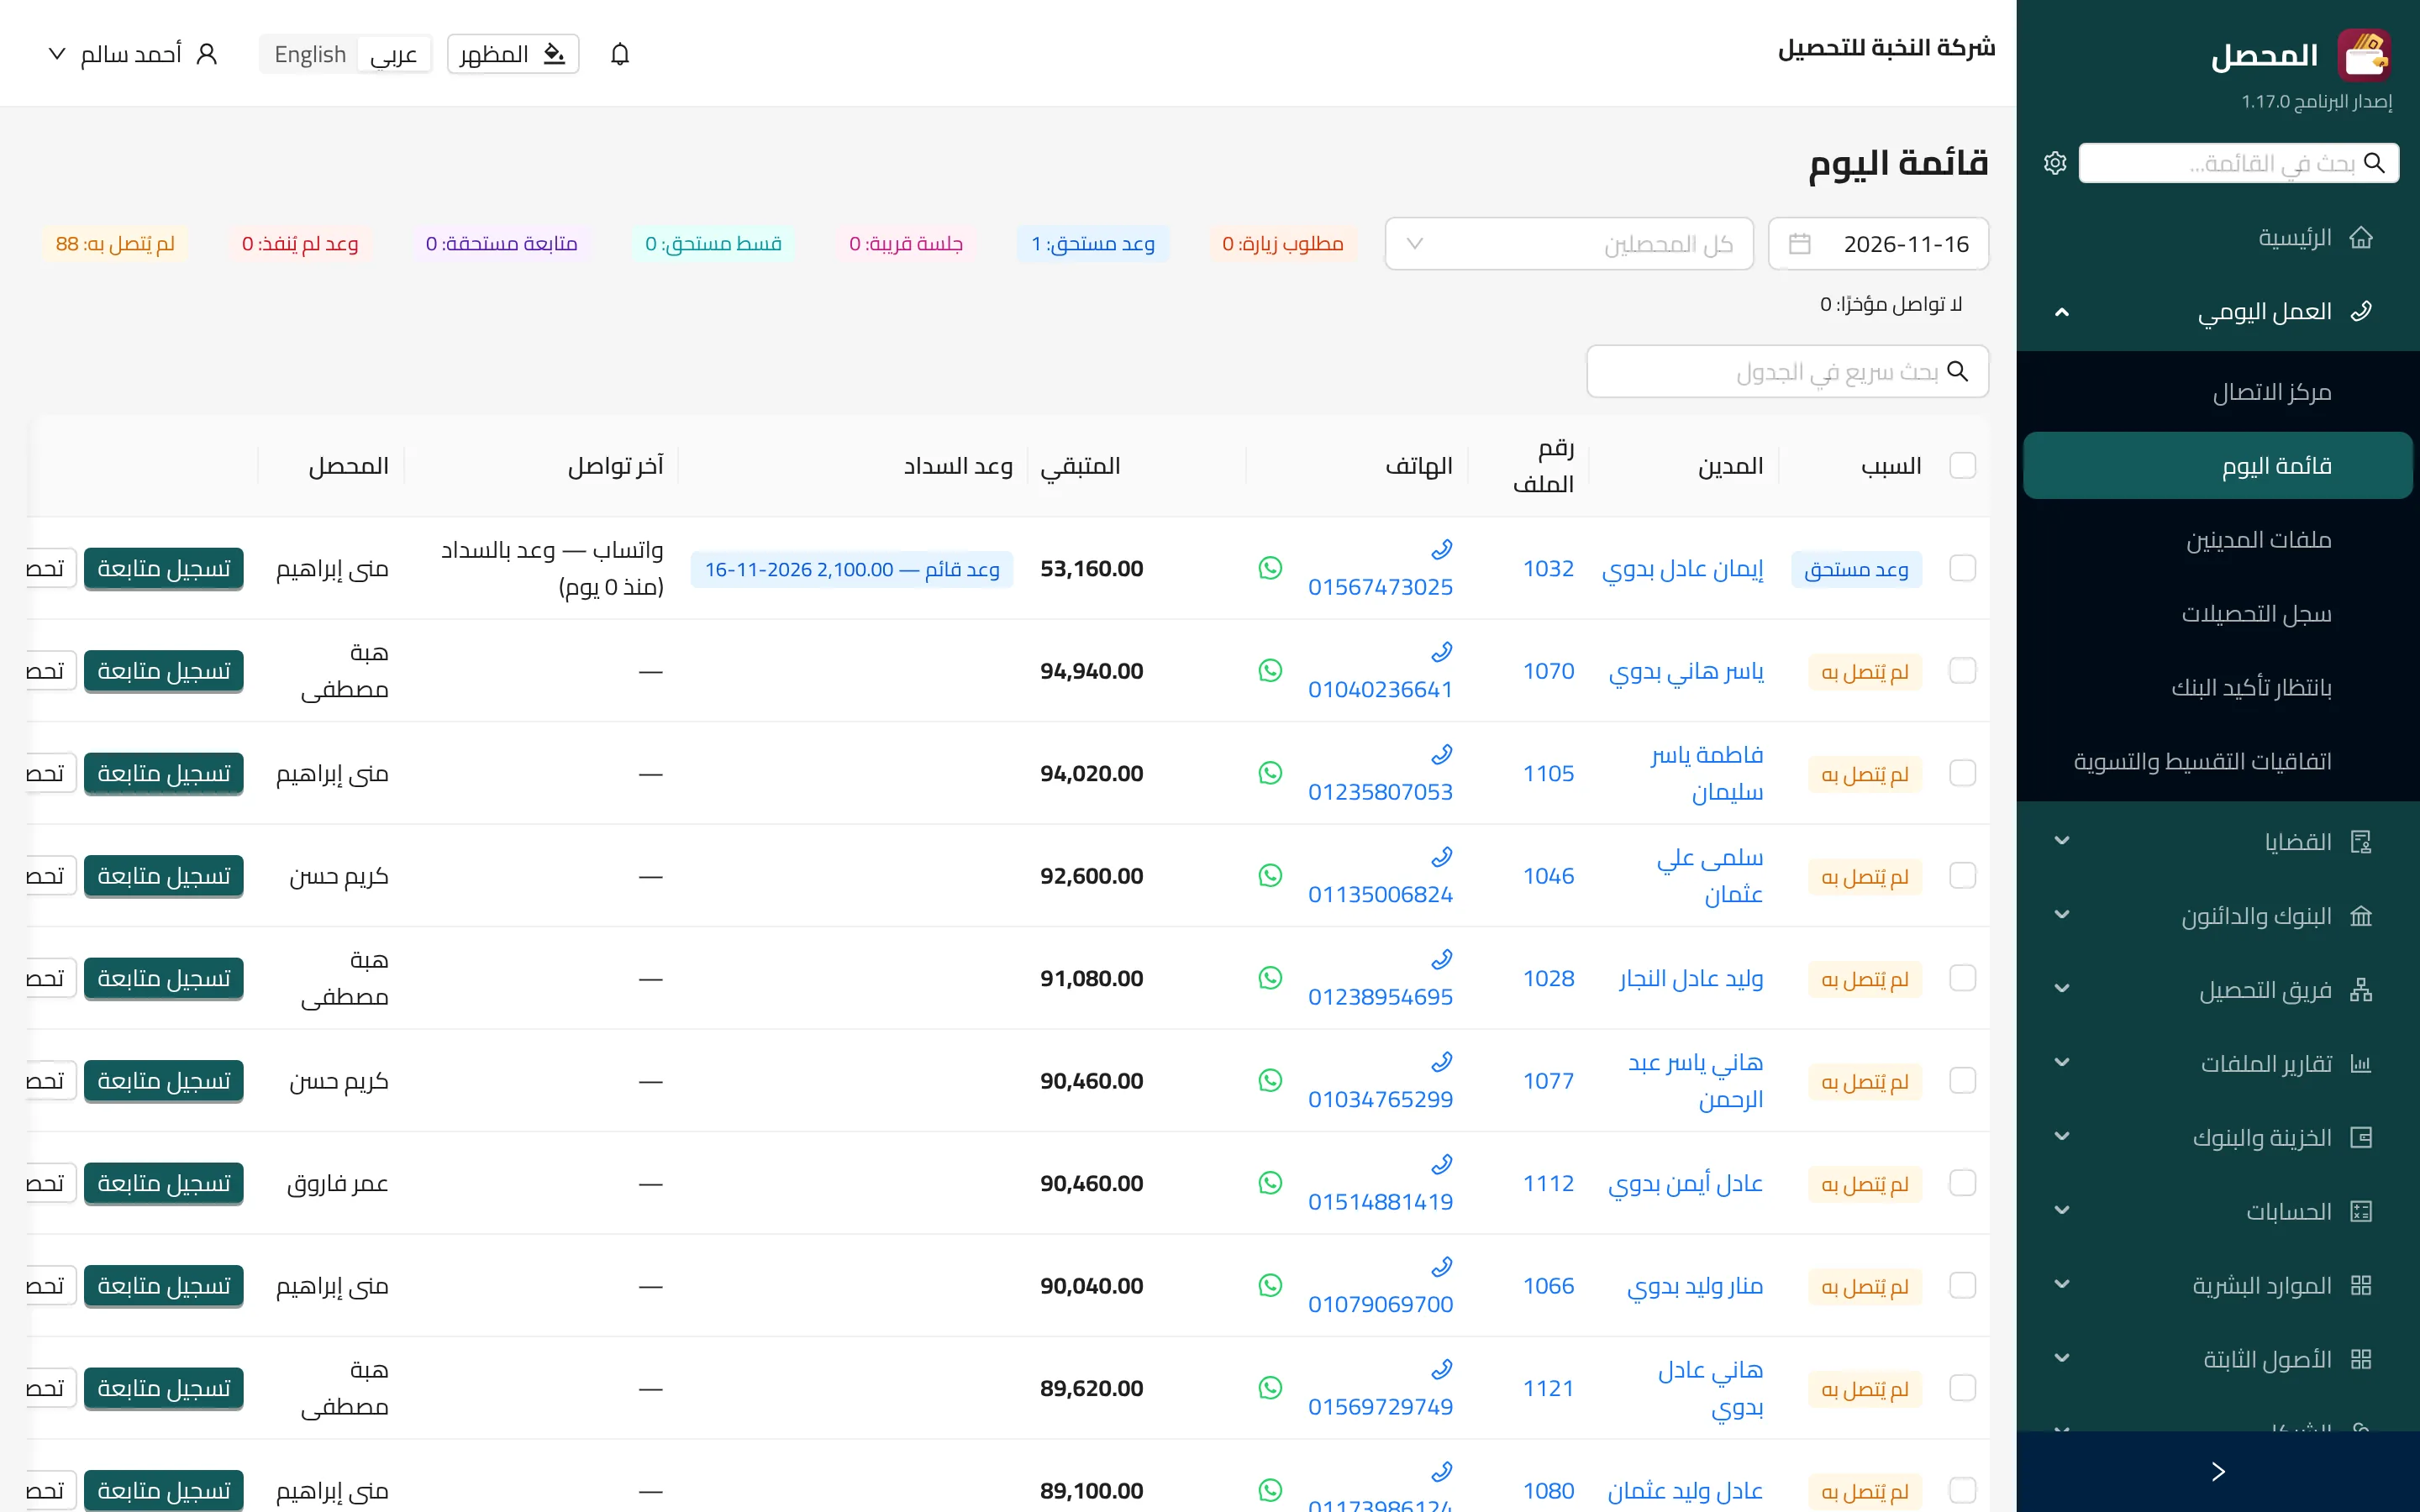 المحصل
إصدار البرنامج 1.17.0
بحث في القائمة...
الرئيسية
العمل اليومي
مركز الاتصال
قائمة اليوم
ملفات المدينين
سجل التحصيلات
بانتظار تأكيد البنك
اتفاقيات التقسيط والتسوية
القضايا
البنوك والدائنون
فريق التحصيل
تقارير الملفات
الخزينة والبنوك
الحسابات
الموارد البشرية
الأصول الثابتة
شركة النخبة للتحصيل
المظهر
عربي English
أحمد سالم
قائمة اليوم
2026-11-16 كل المحصلين مطلوب زيارة: 0 وعد مستحق: 1 جلسة قريبة: 0 قسط مستحق: 0 متابعة مستحقة: 0 وعد لم يُنفذ: 0 لم يُتصل به: 88
لا تواصل مؤخرًا: 0
بحث سريع في الجدول
السبب المدين رقم الملف الهاتف المتبقي وعد السداد آخر تواصل المحصل
وعد مستحق إيمان عادل بدوي 1032 01567473025 53,160.00 وعد قائم — 2,100.00 2026-11-16 واتساب — وعد بالسداد (منذ 0 يوم) منى إبراهيم تسجيل متابعة
لم يُتصل به ياسر هاني بدوي 1070 01040236641 94,940.00 — هبة مصطفى تسجيل متابعة
لم يُتصل به فاطمة ياسر سليمان 1105 01235807053 94,020.00 — منى إبراهيم تسجيل متابعة
لم يُتصل به سلمى علي عثمان 1046 01135006824 92,600.00 — كريم حسن تسجيل متابعة
لم يُتصل به وليد عادل النجار 1028 01238954695 91,080.00 — هبة مصطفى تسجيل متابعة
لم يُتصل به هاني ياسر عبد الرحمن 1077 01034765299 90,460.00 — كريم حسن تسجيل متابعة
لم يُتصل به عادل أيمن بدوي 1112 01514881419 90,460.00 — عمر فاروق تسجيل متابعة
لم يُتصل به منار وليد بدوي 1066 01079069700 90,040.00 — منى إبراهيم تسجيل متابعة
لم يُتصل به هاني عادل بدوي 1121 01569729749 89,620.00 — هبة مصطفى تسجيل متابعة
لم يُتصل به عادل وليد عثمان 1080 89,100.00 — منى إبراهيم تسجيل متابعة